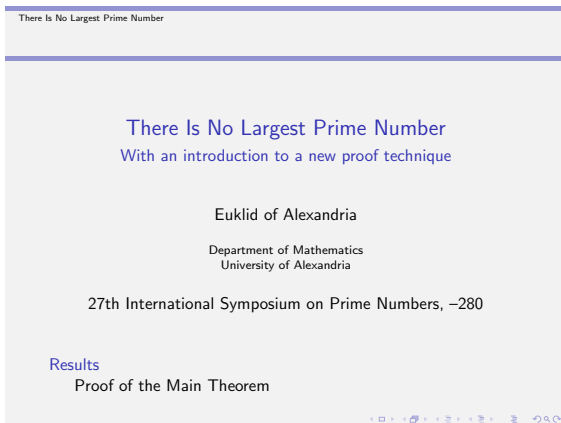 There Is No Largest Prime Number
There Is No Largest Prime Number
With an introduction to a new proof technique
Euklid of Alexandria
Department of Mathematics
University of Alexandria
27th International Symposium on Prime Numbers, –280
Results
Proof of the Main Theorem